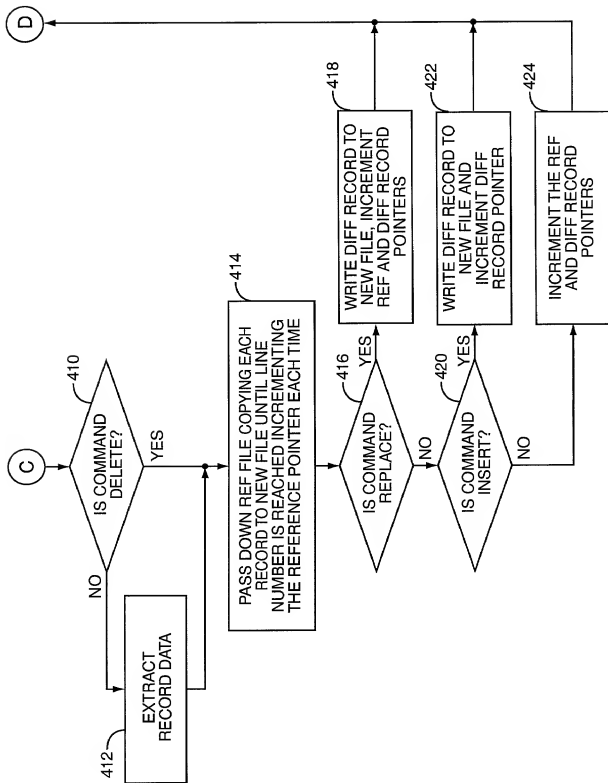 C
410
IS COMMAND
DELETE?
NO
YES
412
EXTRACT
RECORD DATA
414
PASS DOWN REF FILE COPYING EACH
RECORD TO NEW FILE UNTIL LINE
NUMBER IS REACHED INCREMENTING
THE REFERENCE POINTER EACH TIME
416
IS COMMAND
REPLACE?
YES
NO
418
WRITE DIFF RECORD TO
NEW FILE, INCREMENT
REF AND DIFF RECORD
POINTERS
420
IS COMMAND
INSERT?
YES
NO
422
WRITE DIFF RECORD TO
NEW FILE AND
INCREMENT DIFF
RECORD POINTER
424
INCREMENT THE REF
AND DIFF RECORD
POINTERS
D